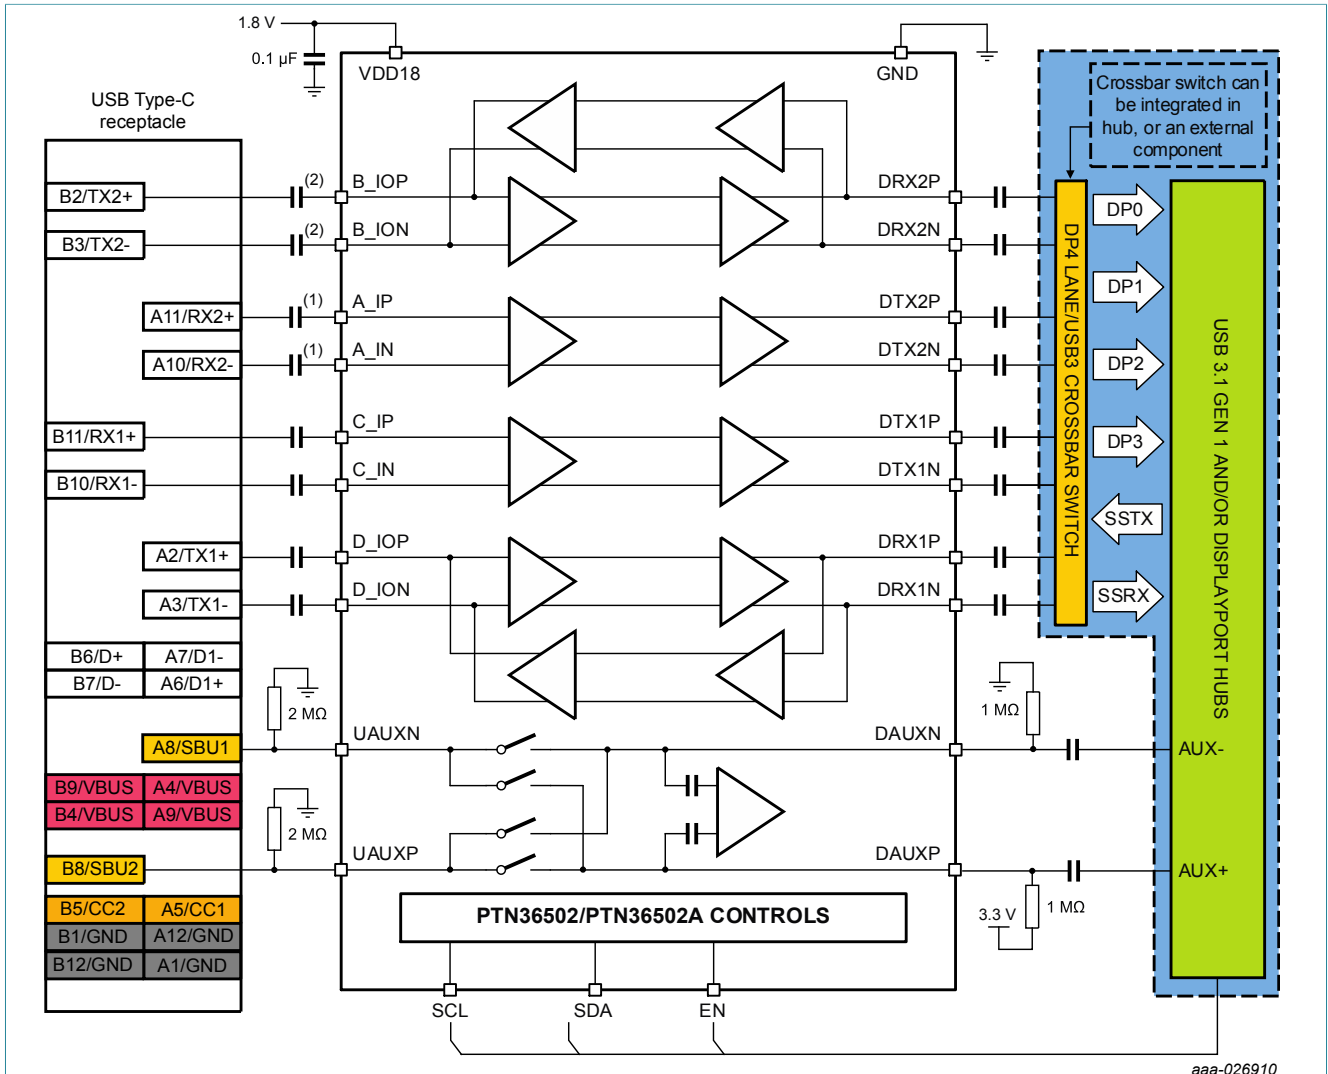 1.8 V
0.1 µF
VDD18
GND
Crossbar switch can
be integrated in
hub, or an external
component
USB Type-C
receptacle
B2/TX2+
(2)
B_IOP
DRX2P
B3/TX2-
(2)
B_ION
DRX2N
A11/RX2+
(1)
A_IP
DTX2P
A10/RX2-
(1)
A_IN
DTX2N
B11/RX1+
C_IP
DTX1P
B10/RX1-
C_IN
DTX1N
A2/TX1+
D_IOP
DRX1P
A3/TX1-
D_ION
DRX1N
DP4 LANE/USB3 CROSSBAR SWITCH
DP0
DP1
DP2
DP3
SSTX
SSRX
USB 3.1 GEN 1 AND/OR DISPLAYPORT HUBS
B6/D+ A7/D1-
B7/D- A6/D1+
2 MΩ
1 MΩ
A8/SBU1
UAUXN
DAUXN
AUX-
B9/VBUS A4/VBUS
B4/VBUS A9/VBUS
2 MΩ
B8/SBU2
UAUXP
DAUXP
AUX+
3.3 V
1 MΩ
B5/CC2 A5/CC1
B1/GND A12/GND
B12/GND A1/GND
PTN36502/PTN36502A CONTROLS
SCL
SDA
EN
aaa-026910